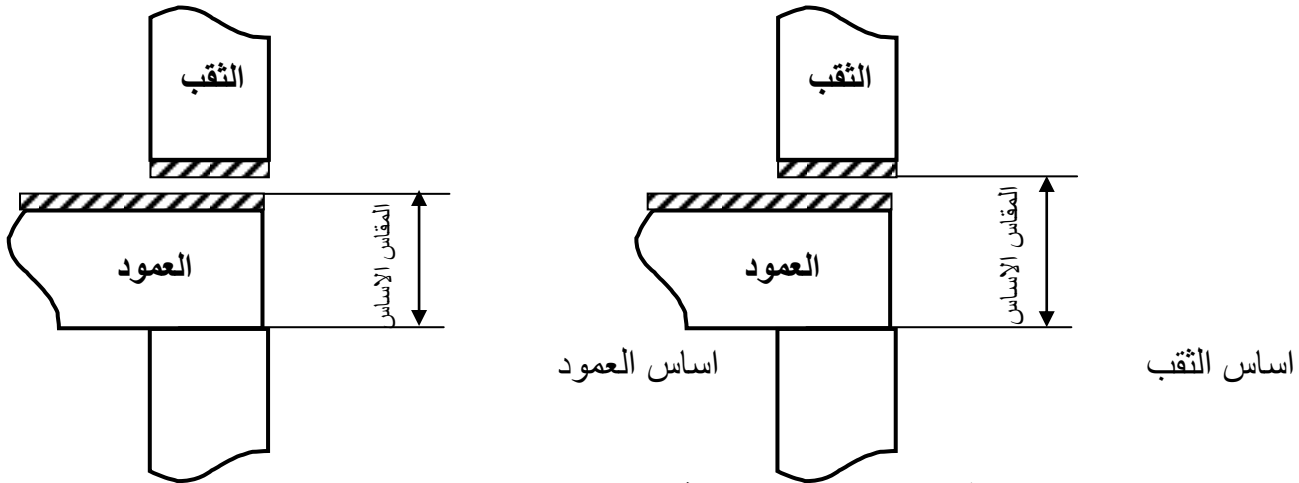 الثقب
الثقب
المقاس الاساس
المقاس الاساس
العمود
العمود
اساس الثقب
اساس العمود